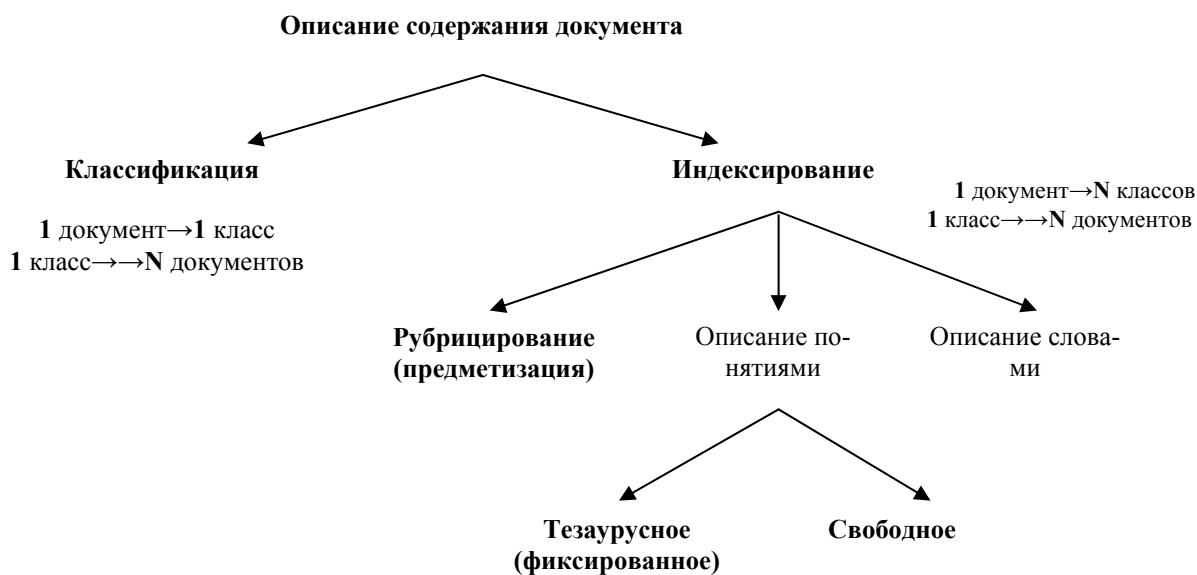 Описание содержания документа
Классификация
Индексирование
1 документ→1 класс
1 класс→→N документов
1 документ→N классов
1 класс→→N документов
Рубрицирование
(предметизация)
Описание по-
нятиями
Описание слова-
ми
Тезаурусное
(фиксированное)
Свободное